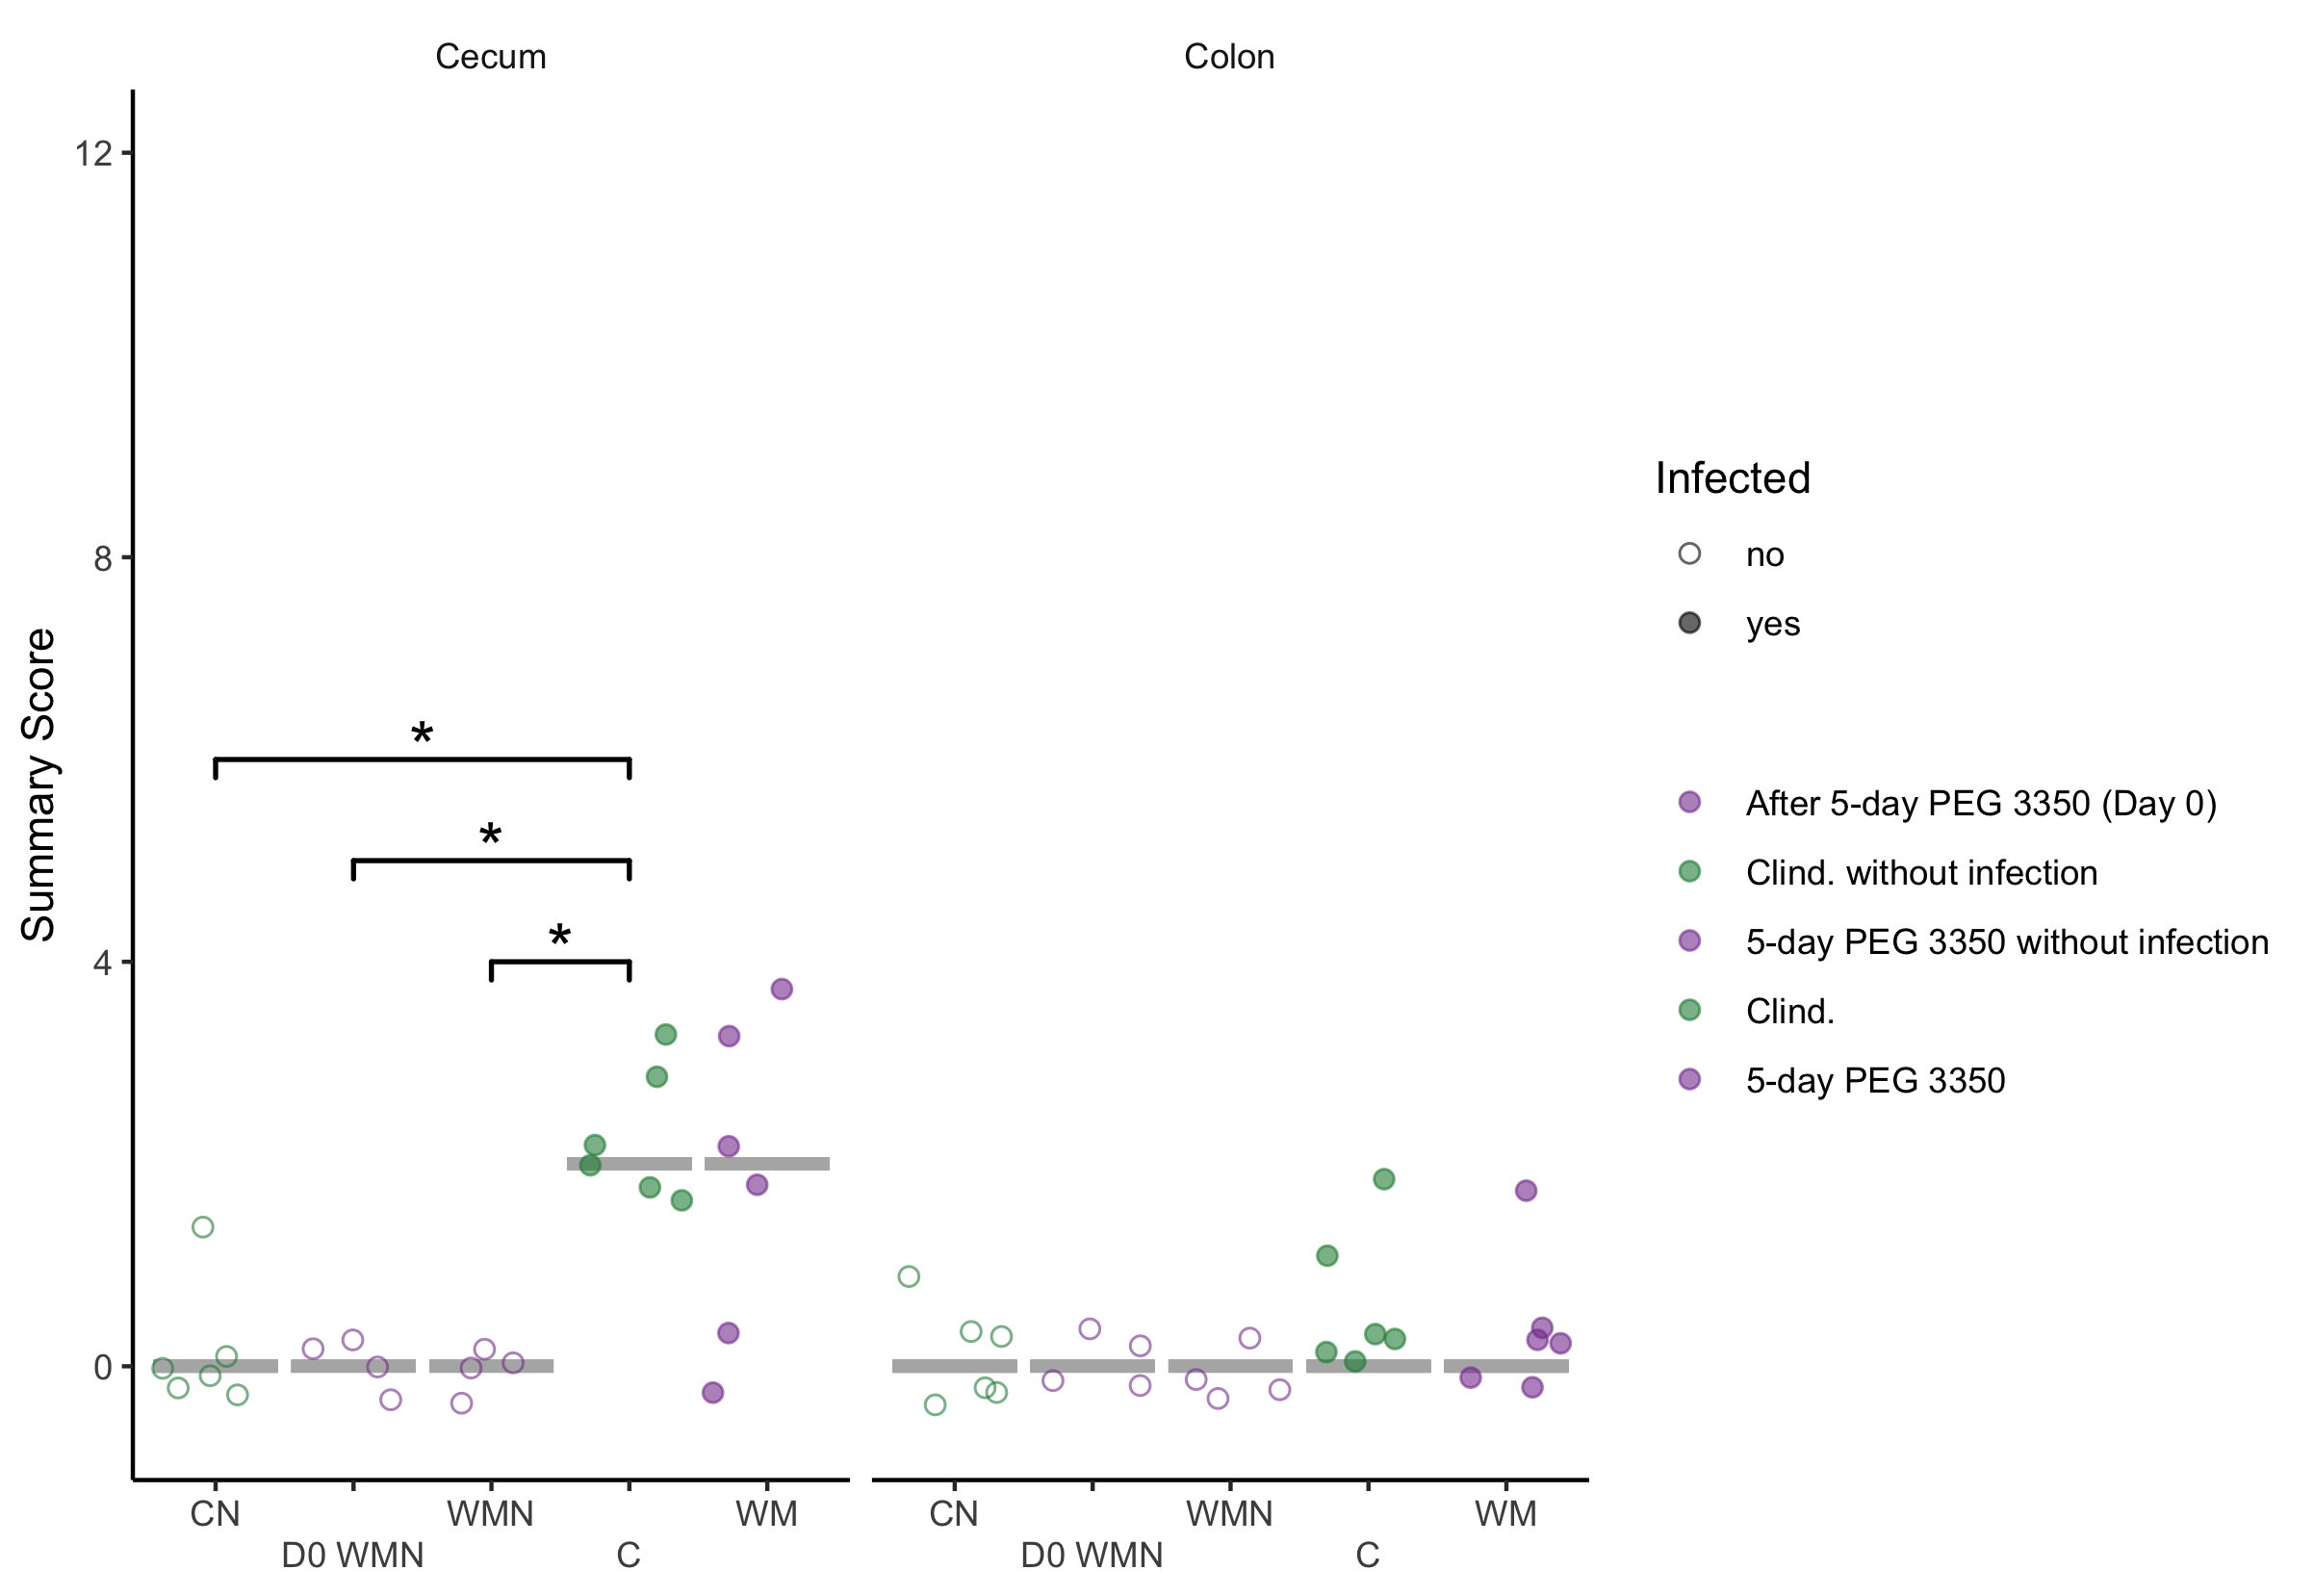 Cecum
Colon
Summary Score
12
8
4
0
*
*
*
CN
D0 WMN
WMN
C
WM
CN
D0 WMN
WMN
C
WM
Infected
no
yes
After 5-day PEG 3350 (Day 0)
Clind. without infection
5-day PEG 3350 without infection
Clind.
5-day PEG 3350